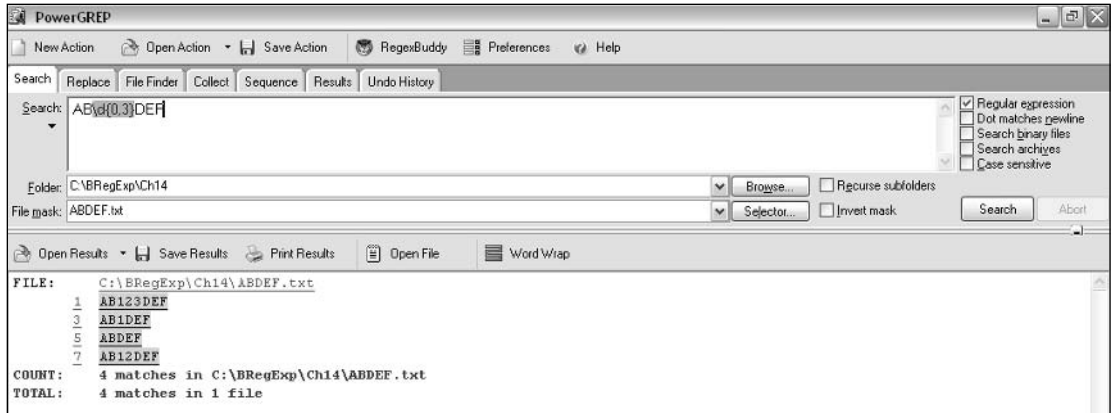 PowerGREP
New Action Open Action Save Action RegexBuddy Preferences Help
Search Replace File Finder Collect Sequence Results Undo History
Search: AB\d{0,3}DEF
Regular expression
Dot matches newline
Search binary files
Search archives
Case sensitive
Folder: C:\BRegExp\Ch14 Browse... Recurse subfolders
File mask: ABDEF.txt Selector... Invert mask Search Abort
Open Results Save Results Print Results Open File Word Wrap
FILE: C:\BRegExp\Ch14\ABDEF.txt
1 AB123DEF
3 AB1DEF
5 ABDEF
7 AB12DEF
COUNT: 4 matches in C:\BRegExp\Ch14\ABDEF.txt
TOTAL: 4 matches in 1 file